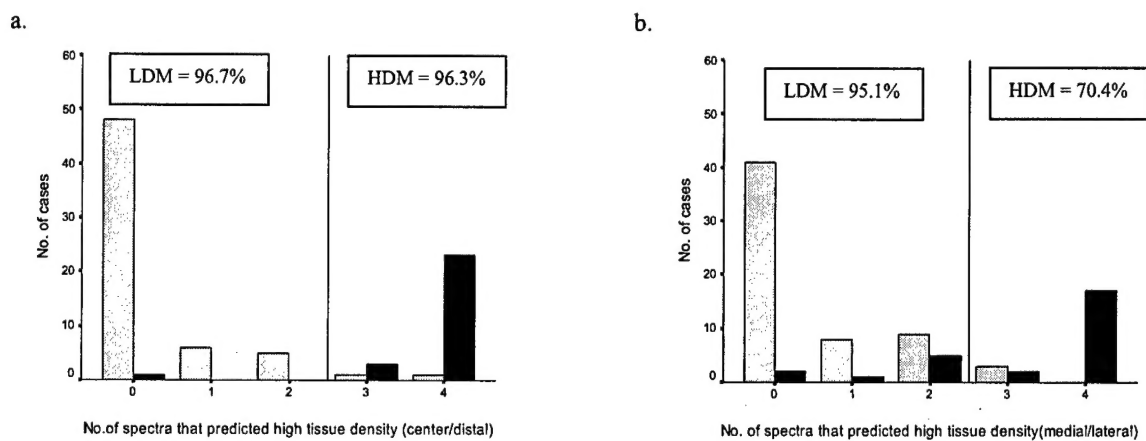 a.
60
50
40
30
20
10
0
No. of cases
LDM = 96.7%
HDM = 96.3%
0 1 2 3 4
No.of spectra that predicted high tissue density (center/distal)
b.
60
50
40
30
20
10
0
No. of cases
LDM = 95.1%
HDM = 70.4%
0 1 2 3 4
No. of spectra that predicted high tissue density(medial/lateral)